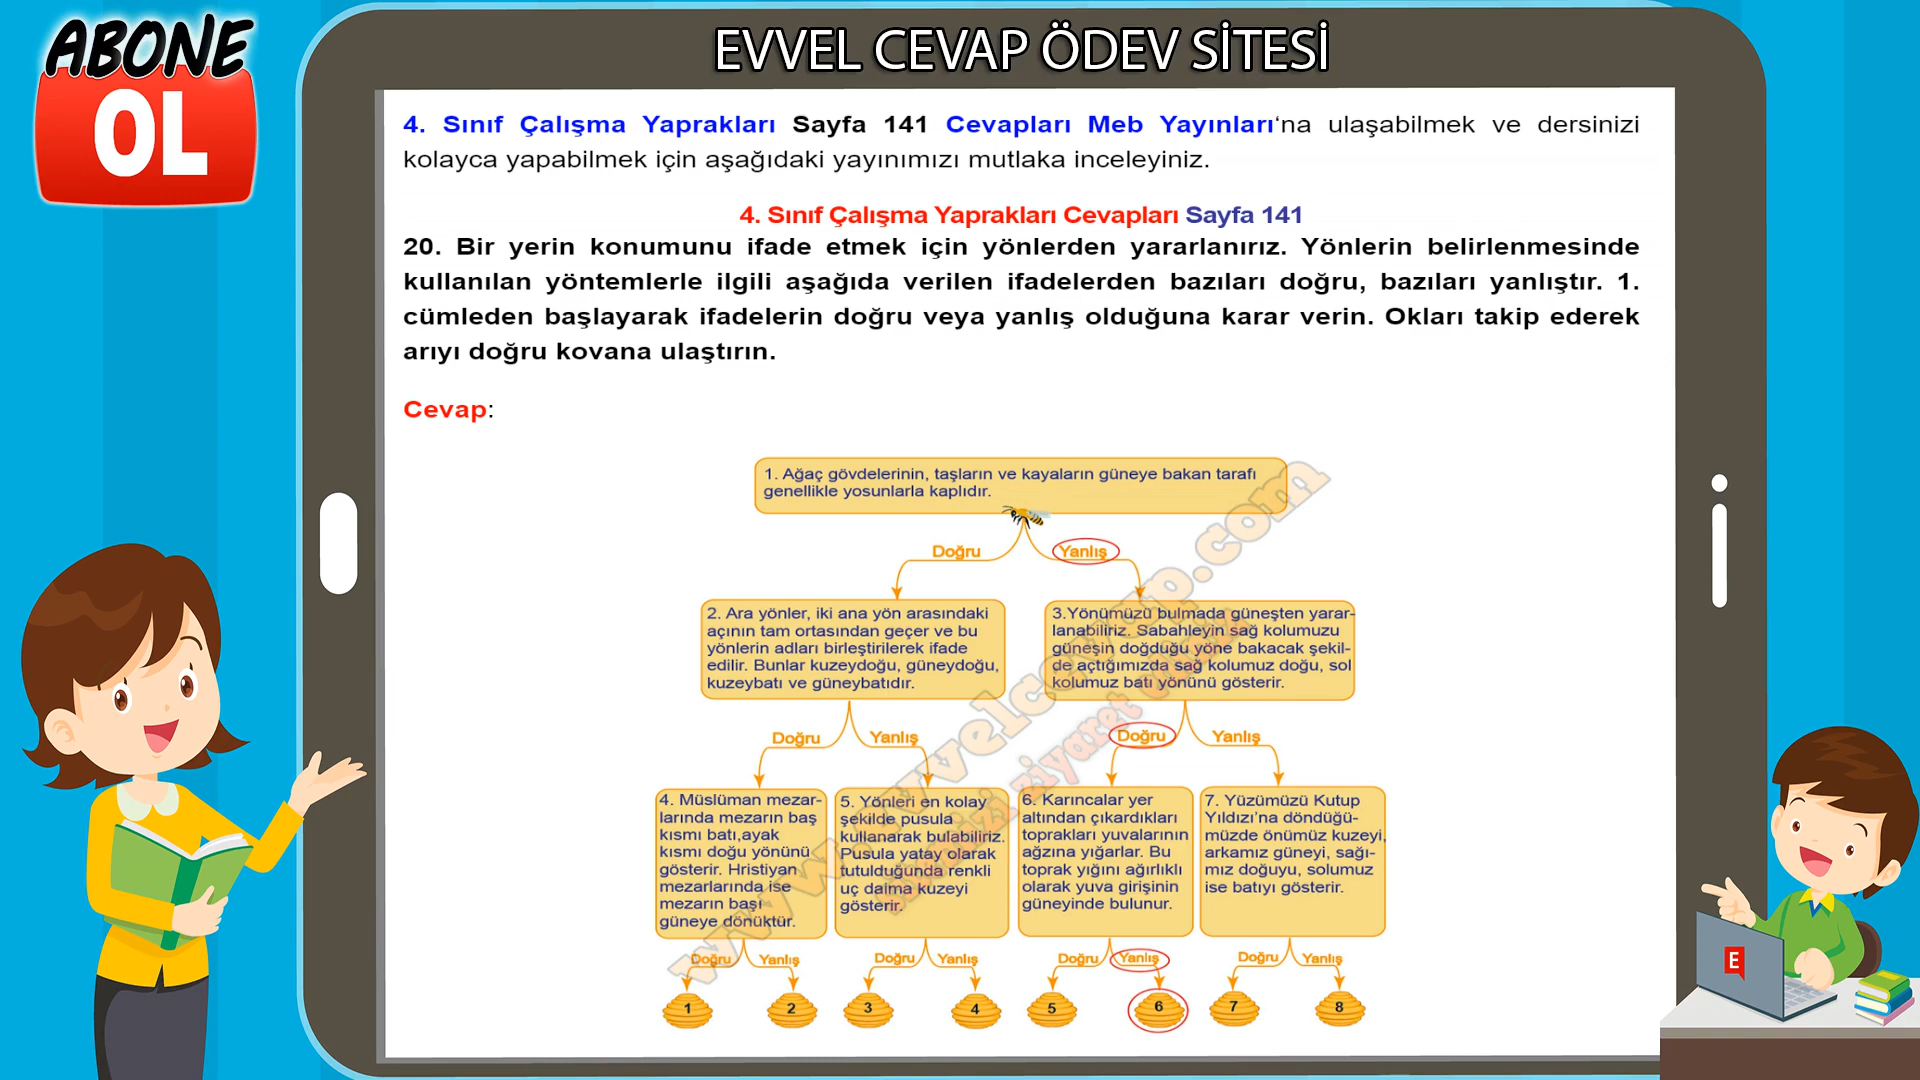 ABONE
OL
EVVEL CEVAP ÖDEV SİTESİ
4. Sınıf Çalışma Yaprakları Sayfa 141 Cevapları Meb Yayınları‘na ulaşabilmek ve dersinizi
kolayca yapabilmek için aşağıdaki yayınımızı mutlaka inceleyiniz.
4. Sınıf Çalışma Yaprakları Cevapları Sayfa 141
20. Bir yerin konumunu ifade etmek için yönlerden yararlanırız. Yönlerin belirlenmesinde
kullanılan yöntemlerle ilgili aşağıda verilen ifadelerden bazıları doğru, bazıları yanlıştır. 1.
cümleden başlayarak ifadelerin doğru veya yanlış olduğuna karar verin. Okları takip ederek
arıyı doğru kovana ulaştırın.
Cevap:
1. Ağaç gövdelerinin, taşların ve kayaların güneye bakan tarafı
genellikle yosunlarla kaplıdır.
Doğru
Yanlış
2. Ara yönler, iki ana yön arasındaki
açının tam ortasından geçer ve bu
yönlerin adları birleştirilerek ifade
edilir. Bunlar kuzeydoğu, güneydoğu,
kuzeybatı ve güneybatıdır.
3.Yönümüzü bulmada güneşten yarar-
lanabiliriz. Sabahleyin sağ kolumuzu
güneşin doğduğu yöne bakacak şekil-
de açtığımızda sağ kolumuz doğu, sol
kolumuz batı yönünü gösterir.
Doğru
Yanlış
Doğru
Yanlış
4. Müslüman mezar-
larında mezarın baş
kısmı batı,ayak
kısmı doğu yönünü
gösterir. Hristiyan
mezarlarında ise
mezarın başı
güneye dönüktür.
5. Yönleri en kolay
şekilde pusula
kullanarak bulabiliriz.
Pusula yatay olarak
tutulduğunda renkli
uç daima kuzeyi
gösterir.
6. Karıncalar yer
altından çıkardıkları
toprakları yuvalarının
ağzına yığarlar. Bu
toprak yığını ağırlıklı
olarak yuva girişinin
güneyinde bulunur.
7. Yüzümüzü Kutup
Yıldızı’na döndüğü-
müzde önümüz kuzeyi,
arkamız güneyi, sağı-
mız doğuyu, solumuz
ise batıyı gösterir.
Doğru
Yanlış
Doğru
Yanlış
Doğru
Yanlış
Doğru
Yanlış
1
2
3
4
5
6
7
8
www.evvelcevap.com
sitemizi ziyaret ediniz
E